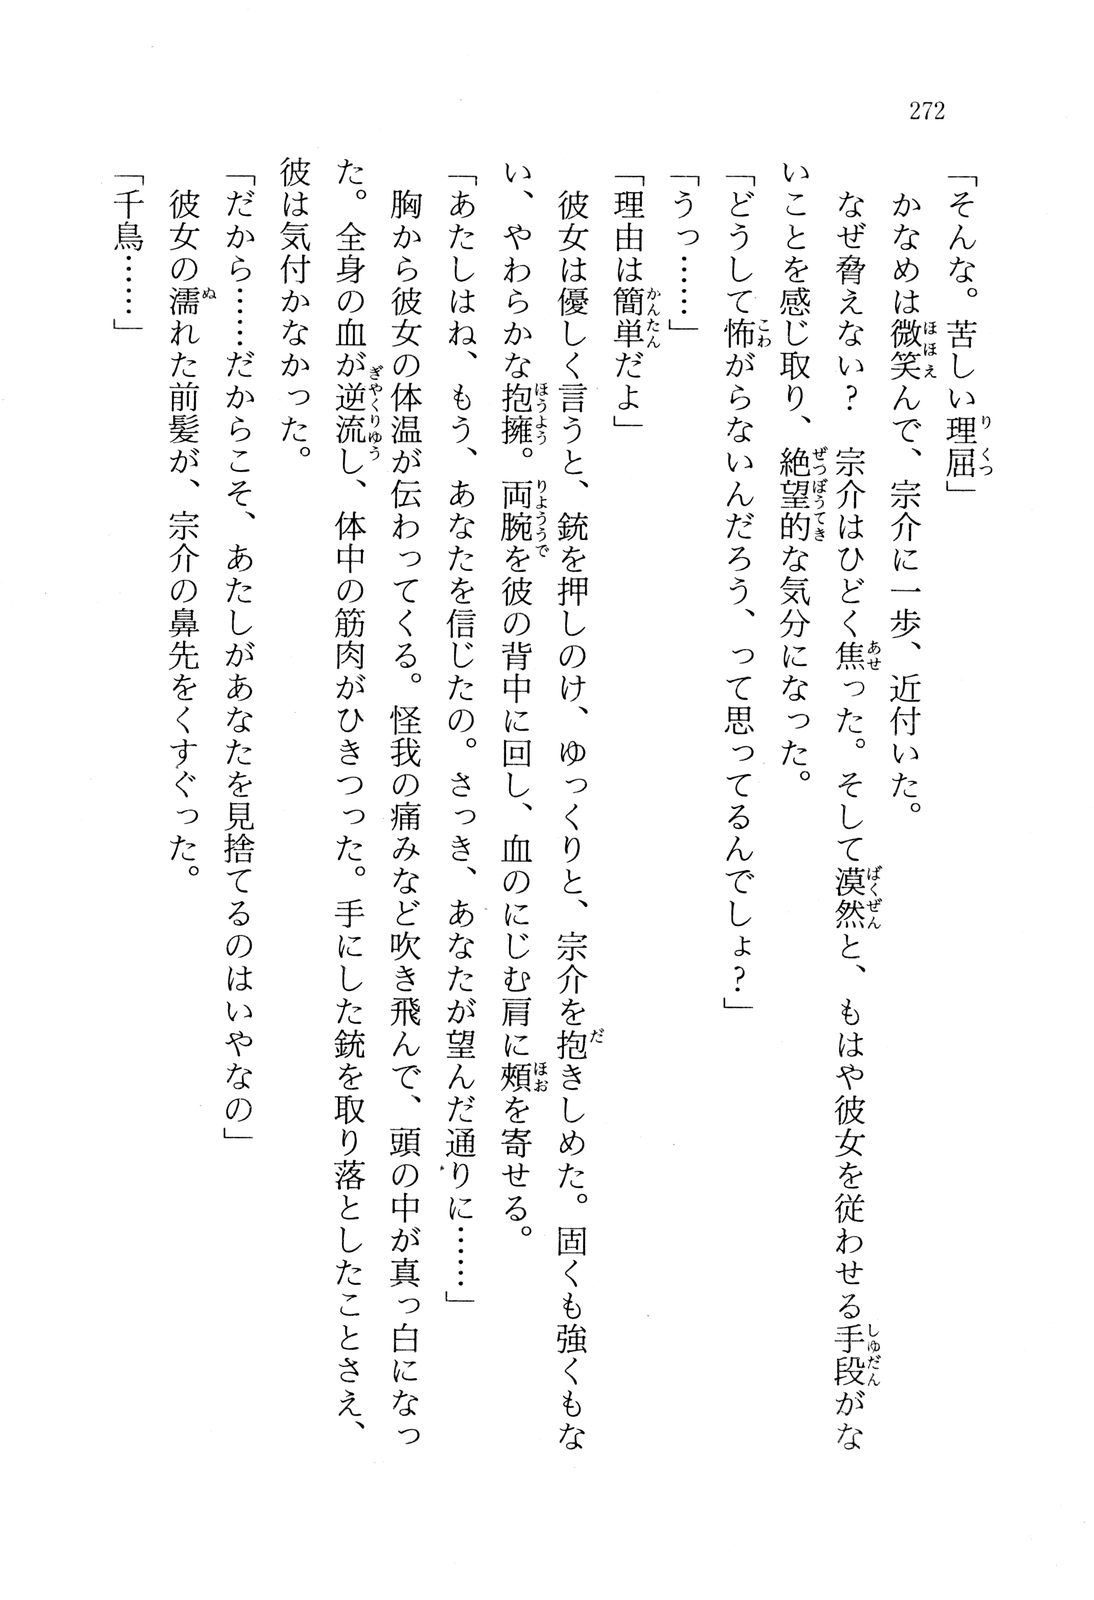 272
「そんな。苦しい理屈」
かなめは微笑んで、宗介に一歩、近付いた。
なぜ脅えない？　宗介はひどく焦った。そして漠然と、もはや彼女を従わせる手段がな
いことを感じ取り、絶望的な気分になった。
「どうして怖がらないんだろう、って思ってるんでしょ？」
「うっ……」
「理由は簡単だよ」
彼女は優しく言うと、銃を押しのけ、ゆっくりと、宗介を抱きしめた。固くも強くもな
い、やわらかな抱擁。両腕を彼の背中に回し、血のにじむ肩に頰を寄せる。
「あたしはね、もう、あなたを信じたの。さっき、あなたが望んだ通りに……」
胸から彼女の体温が伝わってくる。怪我の痛みなど吹き飛んで、頭の中が真っ白になっ
た。全身の血が逆流し、体中の筋肉がひきつった。手にした銃を取り落としたことさえ、
彼は気付かなかった。
「だから……だからこそ、あたしがあなたを見捨てるのはいやなの」
彼女の濡れた前髪が、宗介の鼻先をくすぐった。
「千鳥……」